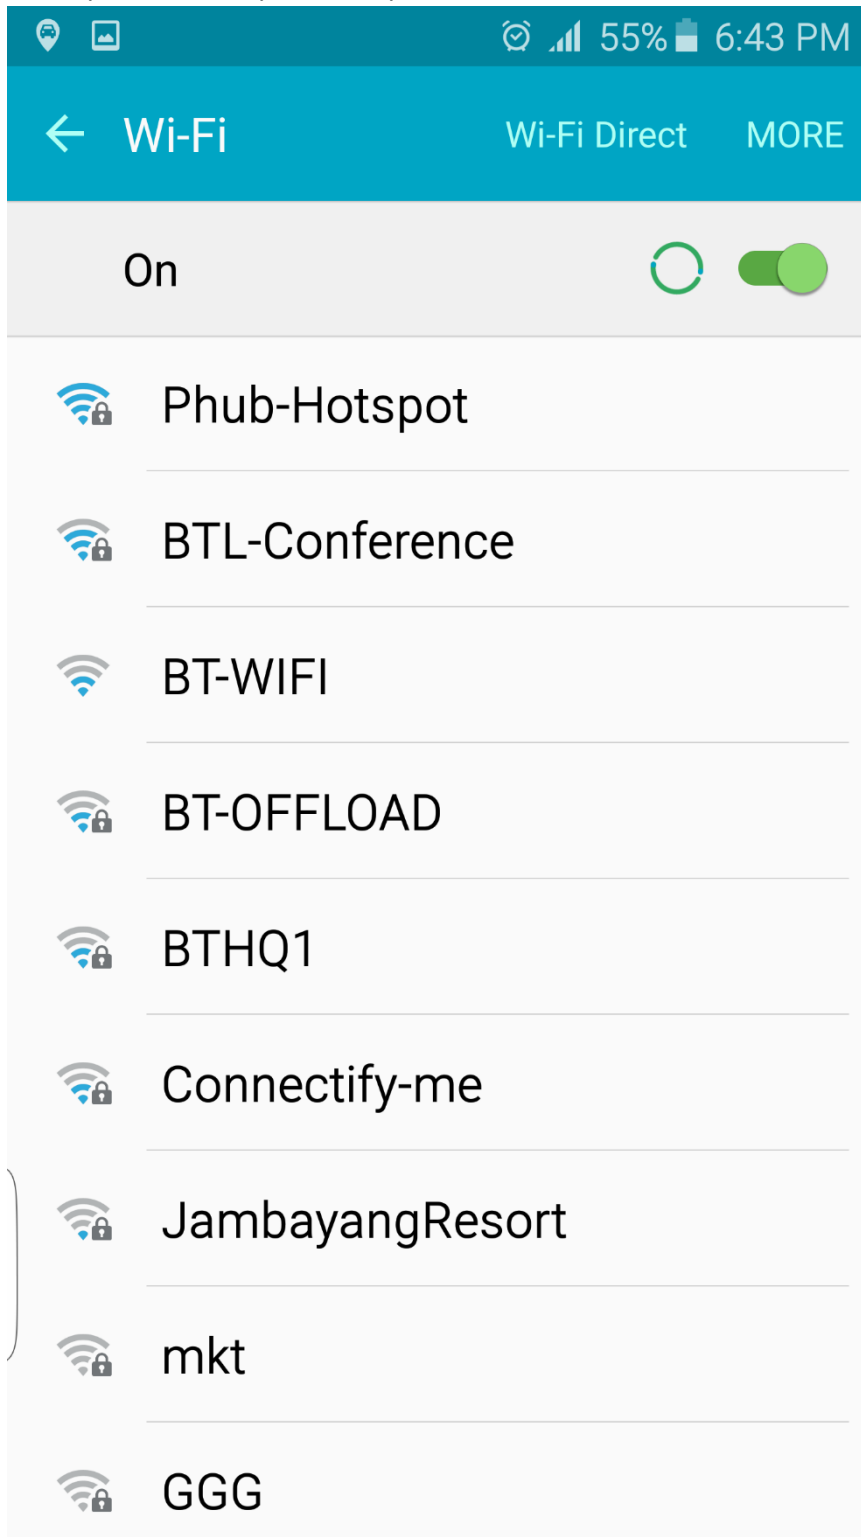 55% 6:43 PM
Wi-Fi Wi-Fi Direct MORE
On
Phub-Hotspot
BTL-Conference
BT-WIFI
BT-OFFLOAD
BTHQ1
Connectify-me
JambayangResort
mkt
GGG